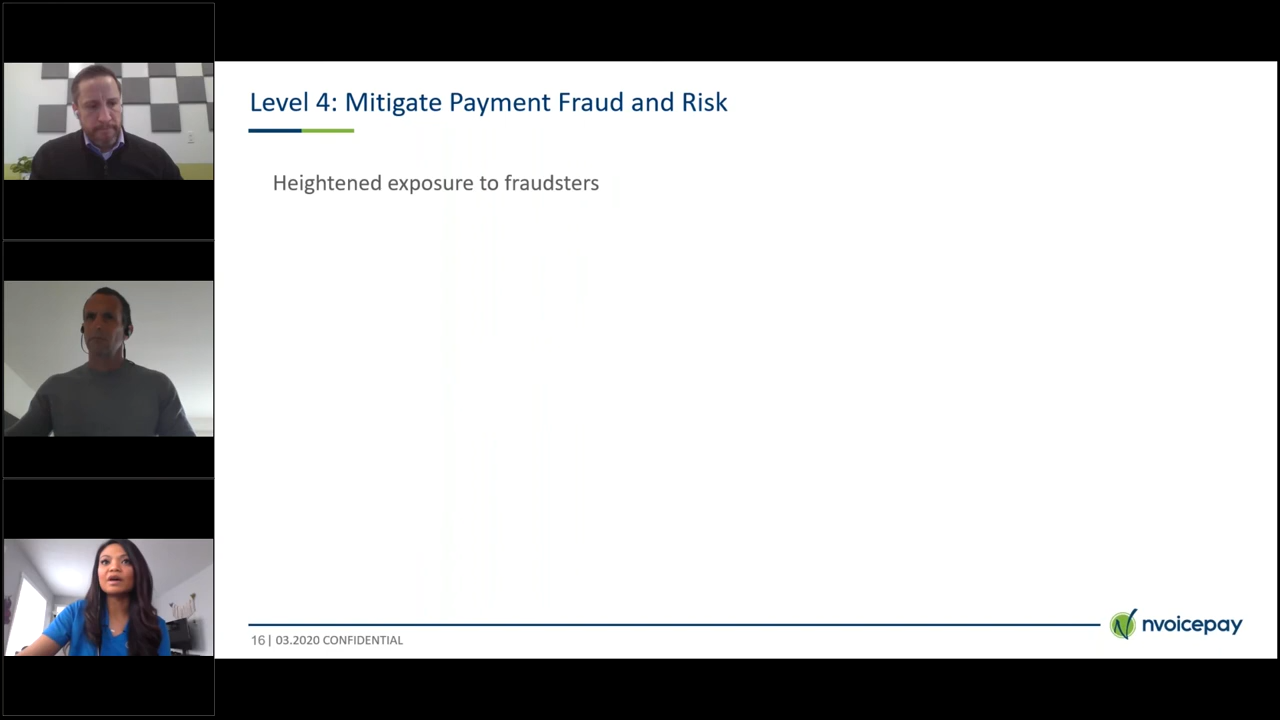 Level 4: Mitigate Payment Fraud and Risk
Heightened exposure to fraudsters
16| 03.2020 CONFIDENTIAL
nvoicepay